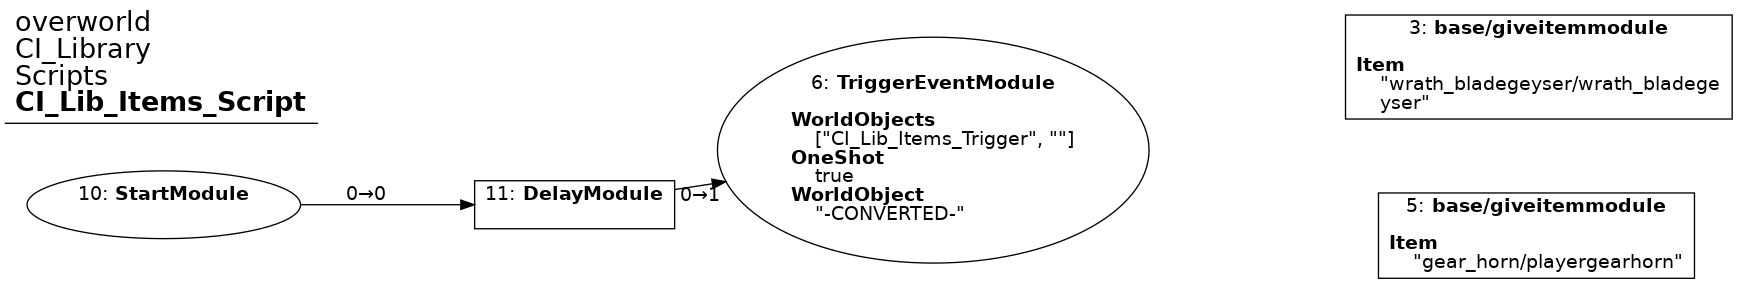 overworld
CI_Library
Scripts
CI_Lib_Items_Script
10: StartModule
0→0
11: DelayModule
0→1
6: TriggerEventModule
WorldObjects
["CI_Lib_Items_Trigger", ""]
OneShot
true
WorldObject
"-CONVERTED-"
3: base/giveitemmodule
Item
"wrath_bladegeyser/wrath_bladege
yser"
5: base/giveitemmodule
Item
"gear_horn/playergearhorn"